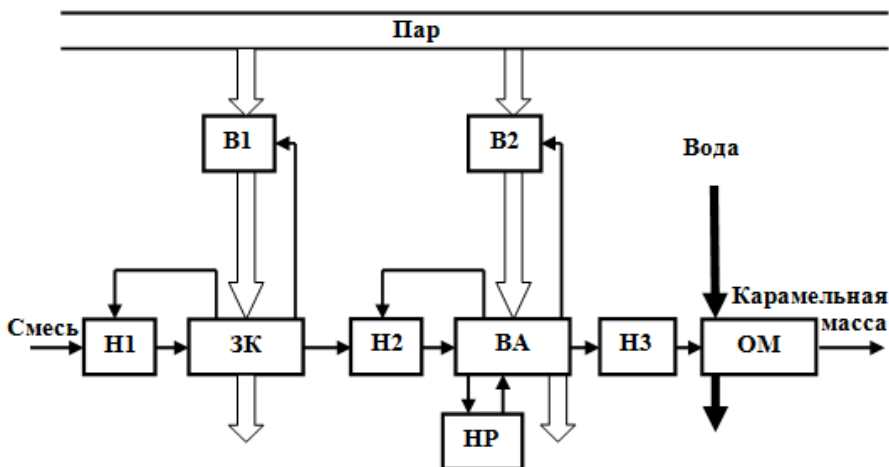 Пар
В1
В2
Вода
Смесь
Н1
ЗК
Н2
ВА
Н3
ОМ
Карамельная
масса
НР